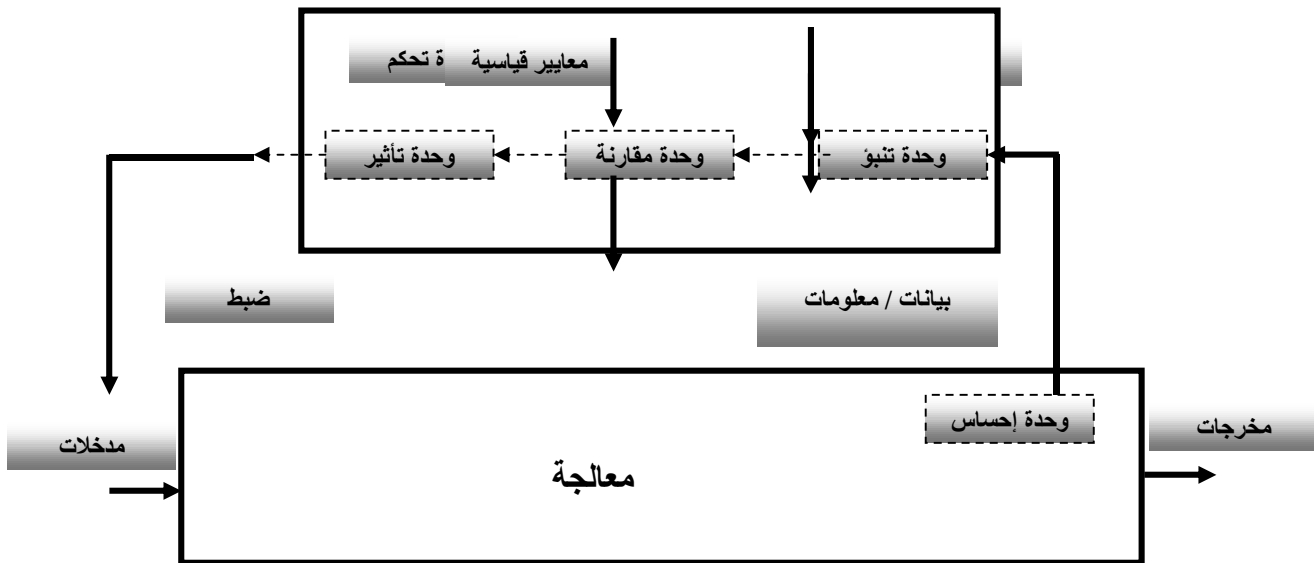 معايير قياسية
ة تحكم
وحدة تنبؤ
وحدة مقارنة
وحدة تأثير
بيانات / معلومات
ضبط
وحدة إحساس
مخرجات
مدخلات
معالجة